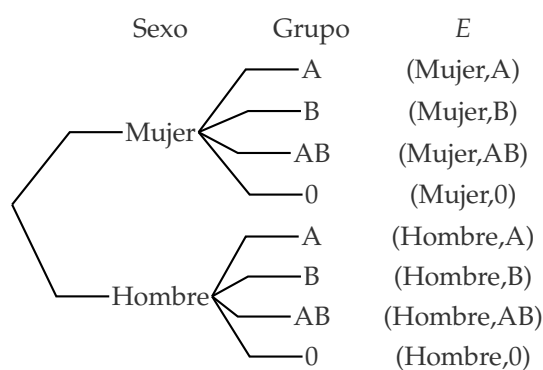 Sexo Grupo E
A (Mujer,A)
B (Mujer,B)
Mujer
AB (Mujer,AB)
0 (Mujer,0)
A (Hombre,A)
B (Hombre,B)
Hombre
AB (Hombre,AB)
0 (Hombre,0)